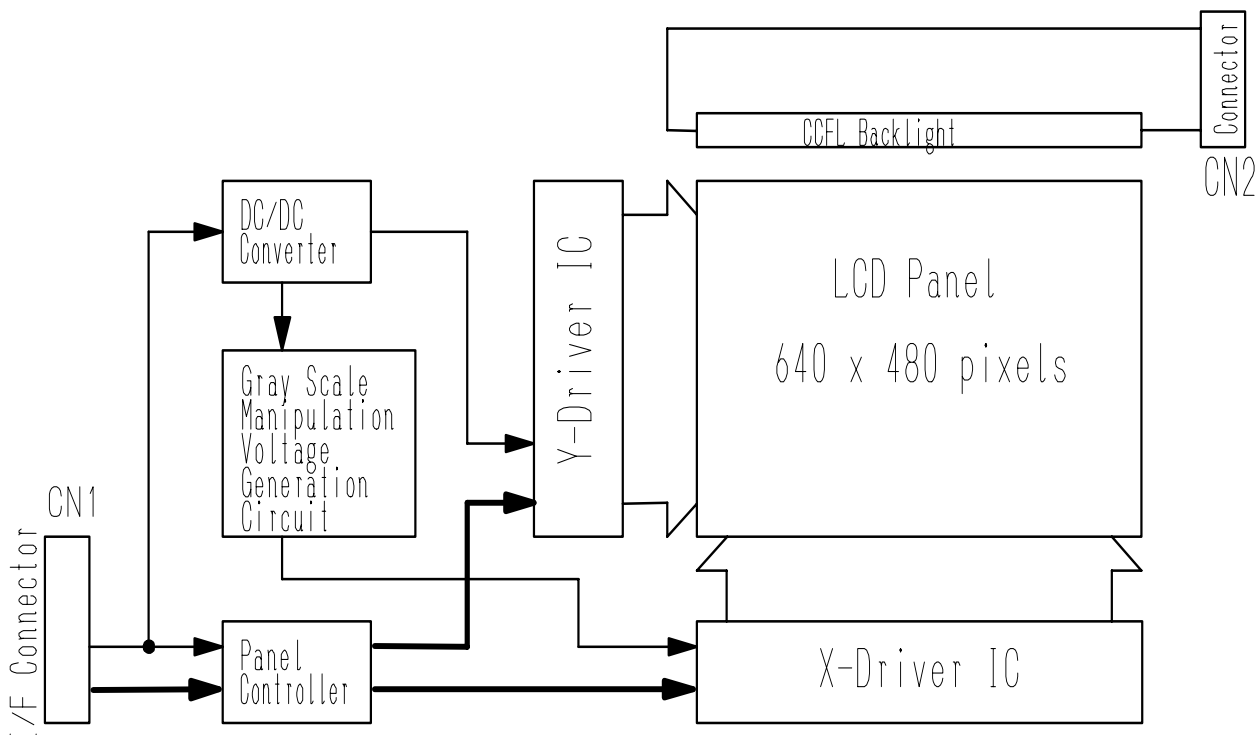 Connector
CCFL Backlight
CN2
DC/DC
Converter
Y-Driver IC
LCD Panel
640 x 480 pixels
Gray Scale
Manipulation
Voltage
Generation
Circuit
CN1
/F Connector
Panel
Controller
X-Driver IC